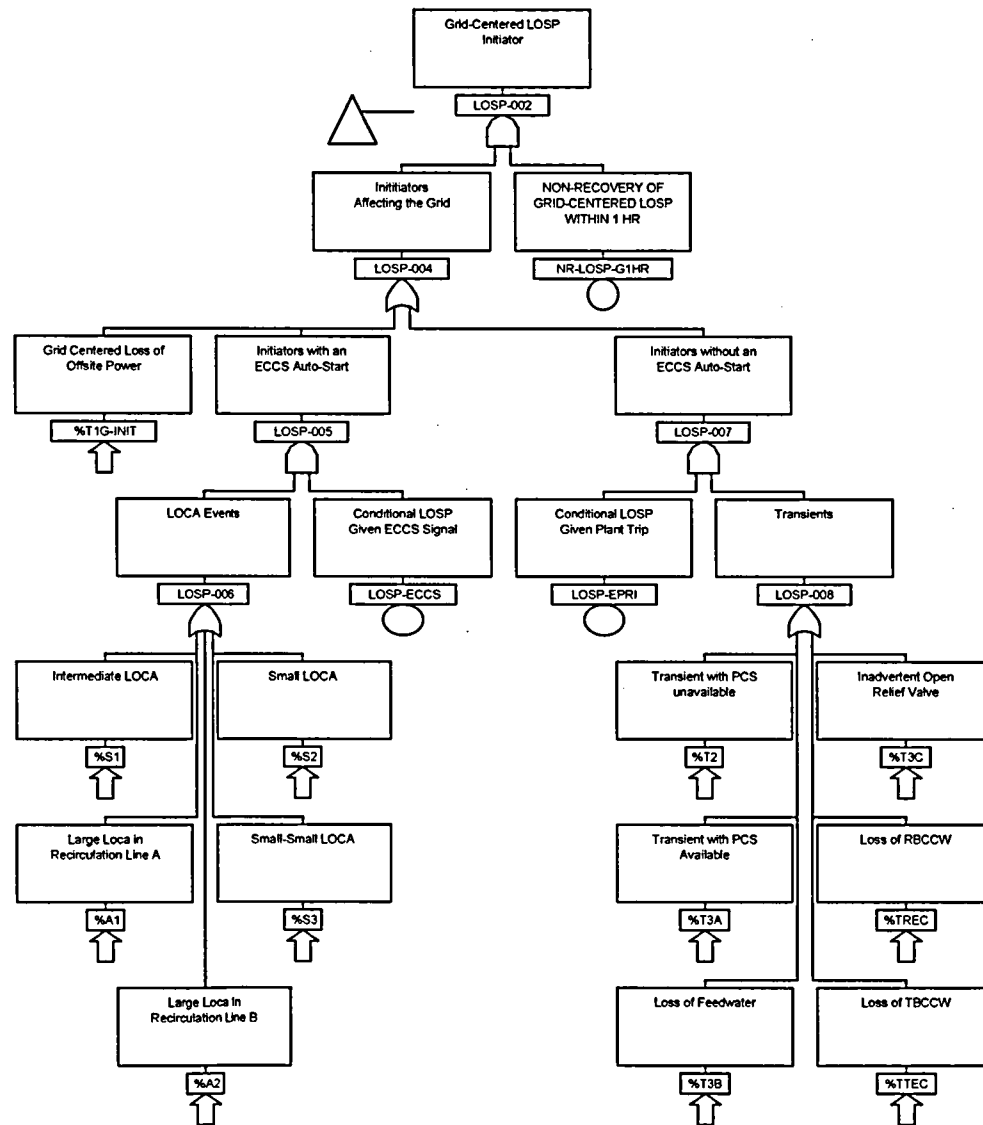 Grid-Centered LOSP
Initiator
LOSP-002
Inititiators
Affecting the Grid
LOSP-004
NON-RECOVERY OF
GRID-CENTERED LOSP
WITHIN 1 HR
NR-LOSP-G1HR
Grid Centered Loss of
Offsite Power
%T1G-INIT
Initiators with an
ECCS Auto-Start
LOSP-005
Initiators without an
ECCS Auto-Start
LOSP-007
LOCA Events
LOSP-006
Conditional LOSP
Given ECCS Signal
LOSP-ECCS
Conditional LOSP
Given Plant Trip
LOSP-EPRI
Transients
LOSP-008
Intermediate LOCA
%S1
Small LOCA
%S2
Transient with PCS
unavailable
%T2
Inadvertent Open
Relief Valve
%T3C
Large Loca in
Recirculation Line A
%A1
Small-Small LOCA
%S3
Transient with PCS
Available
%T3A
Loss of RBCCW
%TREC
Large Loca in
Recirculation Line B
%A2
Loss of Feedwater
%T3B
Loss of TBCCW
%TTEC